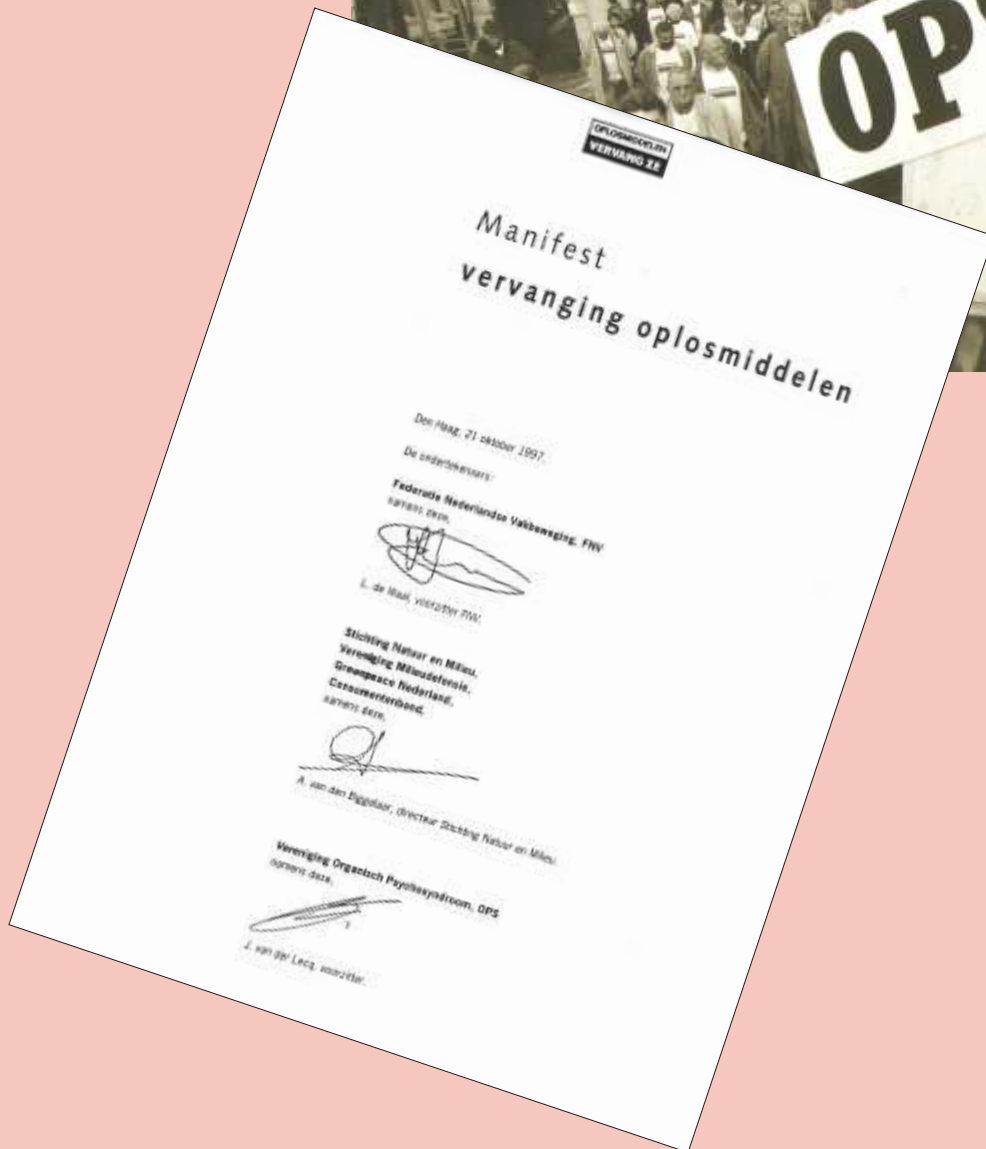 OP
OPLOSMIDDELEN
VERVANG ZE
Manifest
vervanging oplosmiddelen
Den Haag, 21 oktober 1997.
De ondertekenaars:
Federatie Nederlandse Vakbeweging, FNV
namens deze,
L. de Waal, voorzitter FNV.
Stichting Natuur en Milieu,
Vereniging Milieudefensie,
Greenpeace Nederland,
Consumentenbond,
namens deze,
A. van den Biggelaar, directeur Stichting Natuur en Milieu.
Vereniging Organisch Psychosyndroom, OPS
namens deze,
J. van der Lecq, voorzitter.